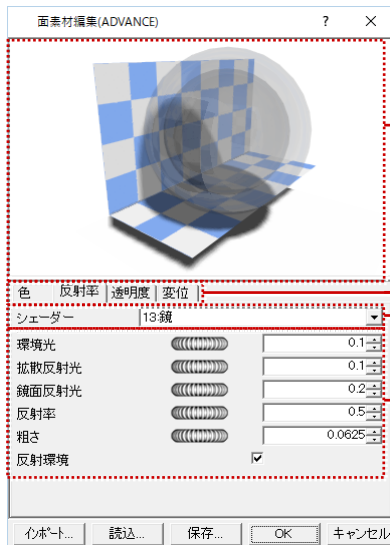 面素材編集(ADVANCE) ? ×
色 反射率 透明度 変位
シェーダー 13:鏡
環境光 0.1
拡散反射光 0.1
鏡面反射光 0.2
反射率 0.5
粗さ 0.0625
反射環境
インポート... 読込... 保存... OK キャンセル